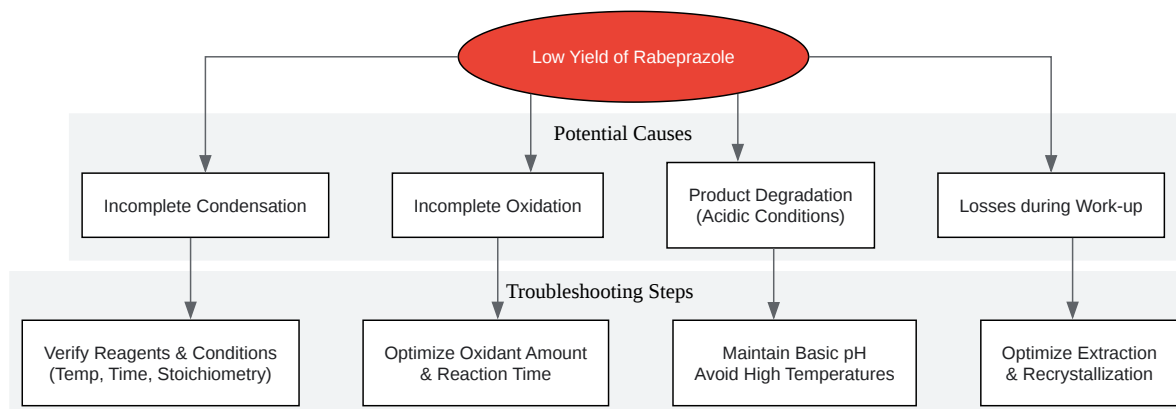 Low Yield of Rabeprazole
Potential Causes
Incomplete Condensation
Incomplete Oxidation
Product Degradation
(Acidic Conditions)
Losses during Work-up
Troubleshooting Steps
Verify Reagents & Conditions
(Temp, Time, Stoichiometry)
Optimize Oxidant Amount
& Reaction Time
Maintain Basic pH
Avoid High Temperatures
Optimize Extraction
& Recrystallization